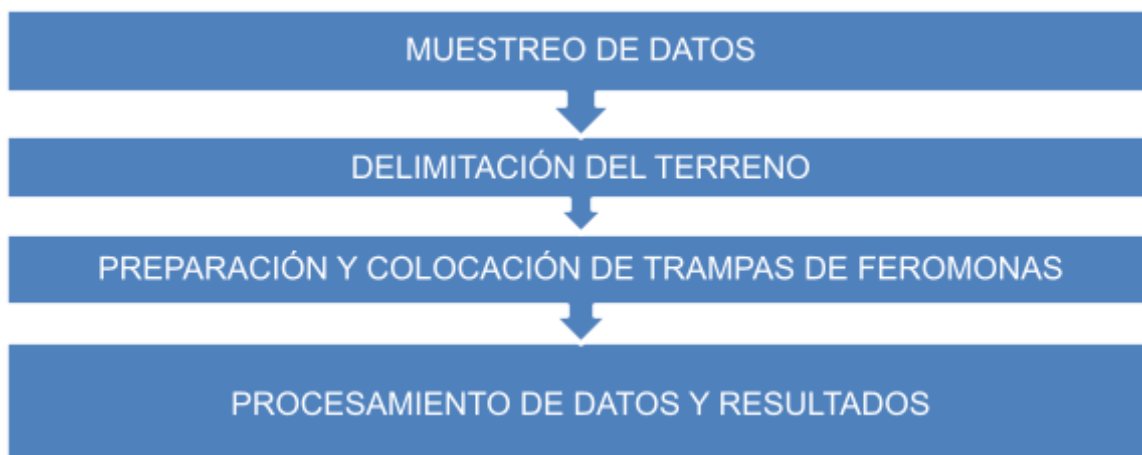 MUESTREO DE DATOS
DELIMITACIÓN DEL TERRENO
PREPARACIÓN Y COLOCACIÓN DE TRAMPAS DE FEROMONAS
PROCESAMIENTO DE DATOS Y RESULTADOS